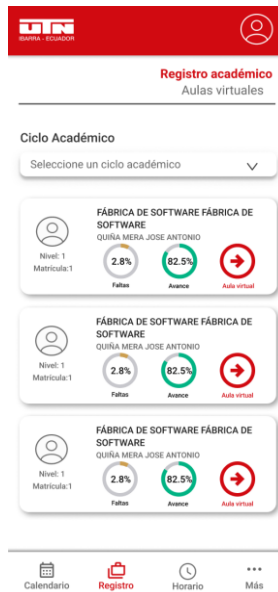 UTN
IBARRA - ECUADOR
Registro académico
Aulas virtuales
Ciclo Académico
Seleccione un ciclo académico
FÁBRICA DE SOFTWARE FÁBRICA DE
SOFTWARE
QUIÑA MERA JOSE ANTONIO
Nivel: 1
Matrícula:1
2.8%
82.5%
Faltas
Avance
Aula virtual
FÁBRICA DE SOFTWARE FÁBRICA DE
SOFTWARE
QUIÑA MERA JOSE ANTONIO
Nivel: 1
Matrícula:1
2.8%
82.5%
Faltas
Avance
Aula virtual
FÁBRICA DE SOFTWARE FÁBRICA DE
SOFTWARE
QUIÑA MERA JOSE ANTONIO
Nivel: 1
Matrícula:1
2.8%
82.5%
Faltas
Avance
Aula virtual
Calendario
Registro
Horario
Más